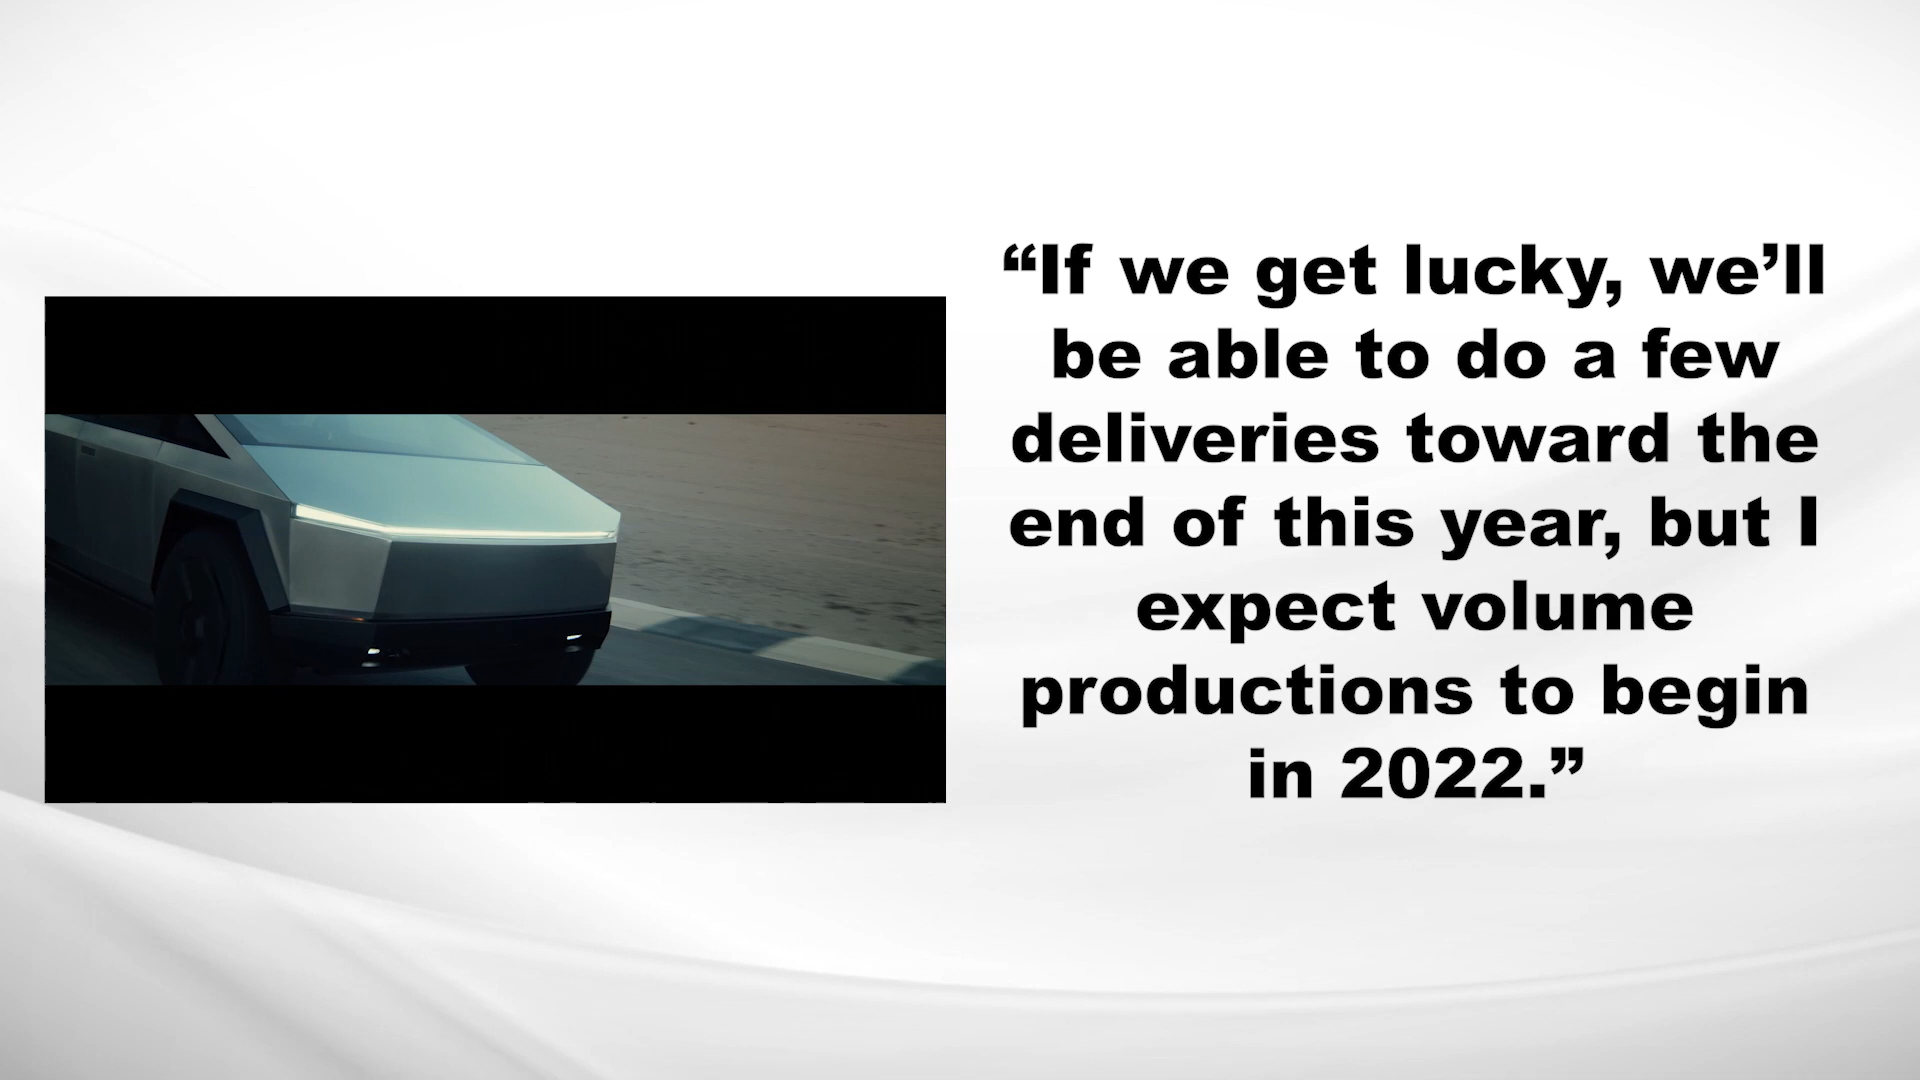 “If we get lucky, we’ll
be able to do a few
deliveries toward the
end of this year, but I
expect volume
productions to begin
in 2022.”